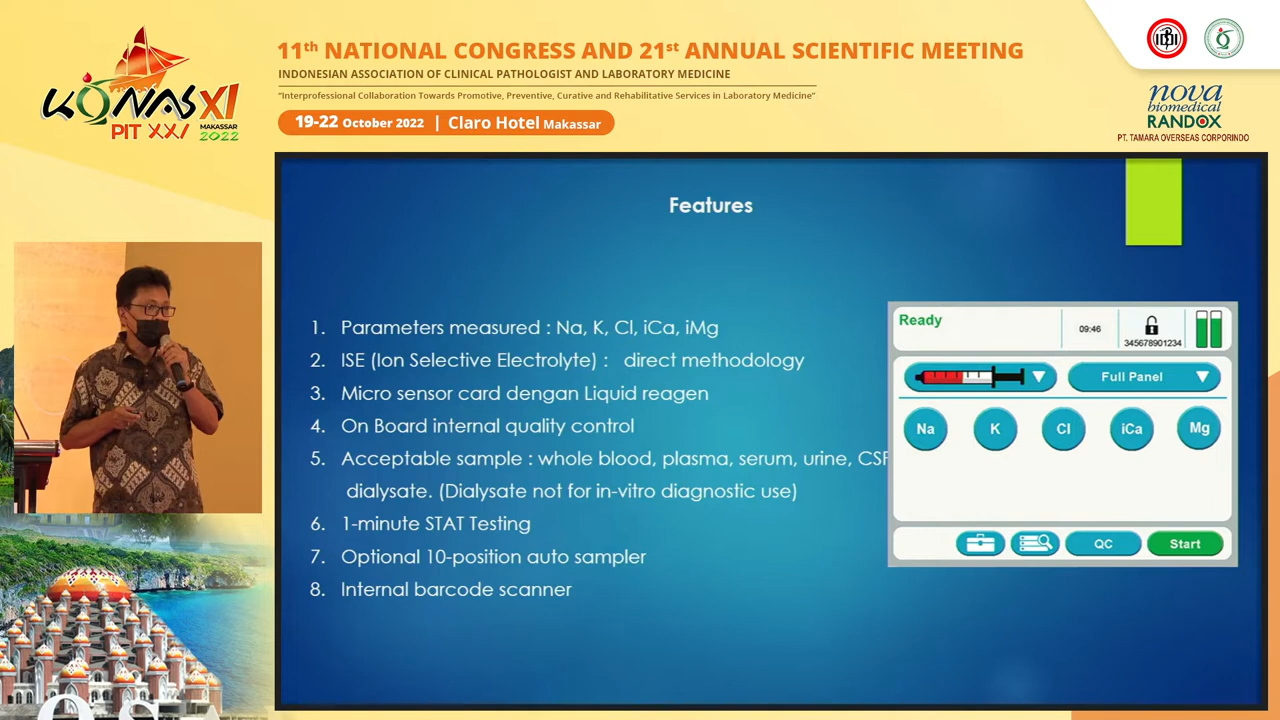 KONAS XI
PIT XXI
MAKASSAR
2022
11th NATIONAL CONGRESS AND 21st ANNUAL SCIENTIFIC MEETING
INDONESIAN ASSOCIATION OF CLINICAL PATHOLOGIST AND LABORATORY MEDICINE
"Interprofessional Collaboration Towards Promotive, Preventive, Curative and Rehabilitative Services in Laboratory Medicine"
19-22 October 2022 | Claro Hotel Makassar
nova
biomedical
RANDOX
PT. TAMARA OVERSEAS CORPORINDO
Features
1. Parameters measured : Na, K, Cl, iCa, iMg
2. ISE (Ion Selective Electrolyte) : direct methodology
3. Micro sensor card dengan Liquid reagen
4. On Board internal quality control
5. Acceptable sample : whole blood, plasma, serum, urine, CSF
dialysate. (Dialysate not for in-vitro diagnostic use)
6. 1-minute STAT Testing
7. Optional 10-position auto sampler
8. Internal barcode scanner
Ready
09:46
345678901234
Full Panel
Na K Cl iCa Mg
QC
Start